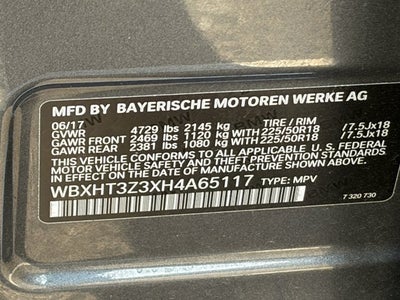 MFD BY BAYERISCHE MOTOREN WERKE AG
06/17 TIRE / RIM
GVWR 4729 lbs 2145 kg
GAWR FRONT 2469 lbs 1120 kg WITH 225/50R18 / 7.5Jx18
GAWR REAR 2381 lbs 1080 kg WITH 225/50R18 / 7.5Jx18
THIS VEHICLE CONFORMS TO ALL APPLICABLE U.S. FEDERAL
MOTOR VEHICLE SAFETY, BUMPER, AND THEFT PREVENTION
STANDARDS IN EFFECT ON THE DATE OF MANUFACTURE SHOWN ABOVE.
WBXHT3Z3XH4A65117 TYPE: MPV
7 320 730